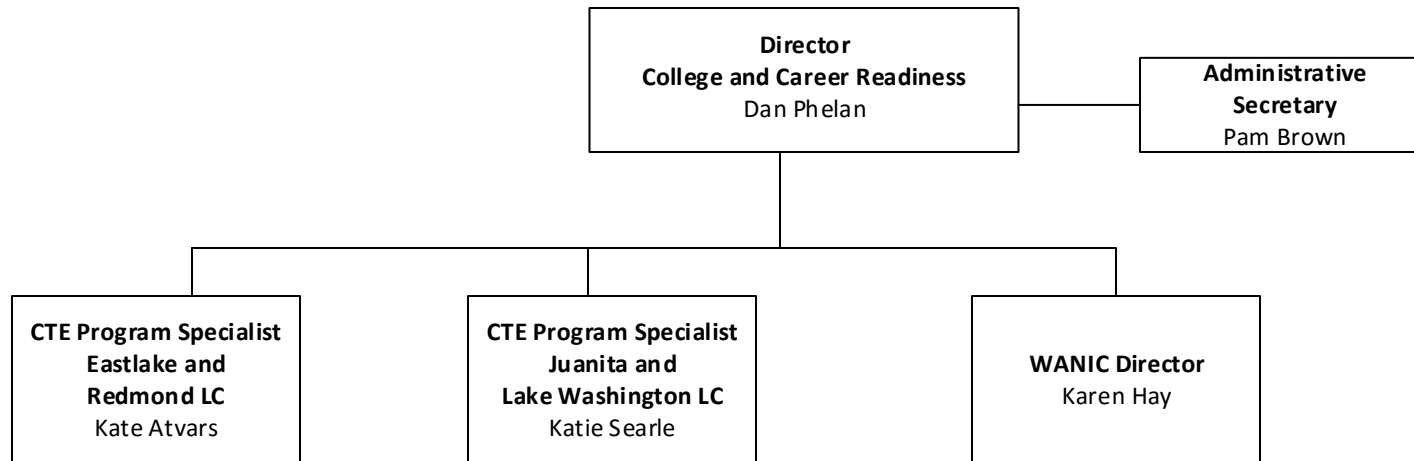 Director
College and Career Readiness
Dan Phelan
Administrative
Secretary
Pam Brown
CTE Program Specialist
Eastlake and
Redmond LC
Kate Atvars
CTE Program Specialist
Juanita and
Lake Washington LC
Katie Searle
WANIC Director
Karen Hay